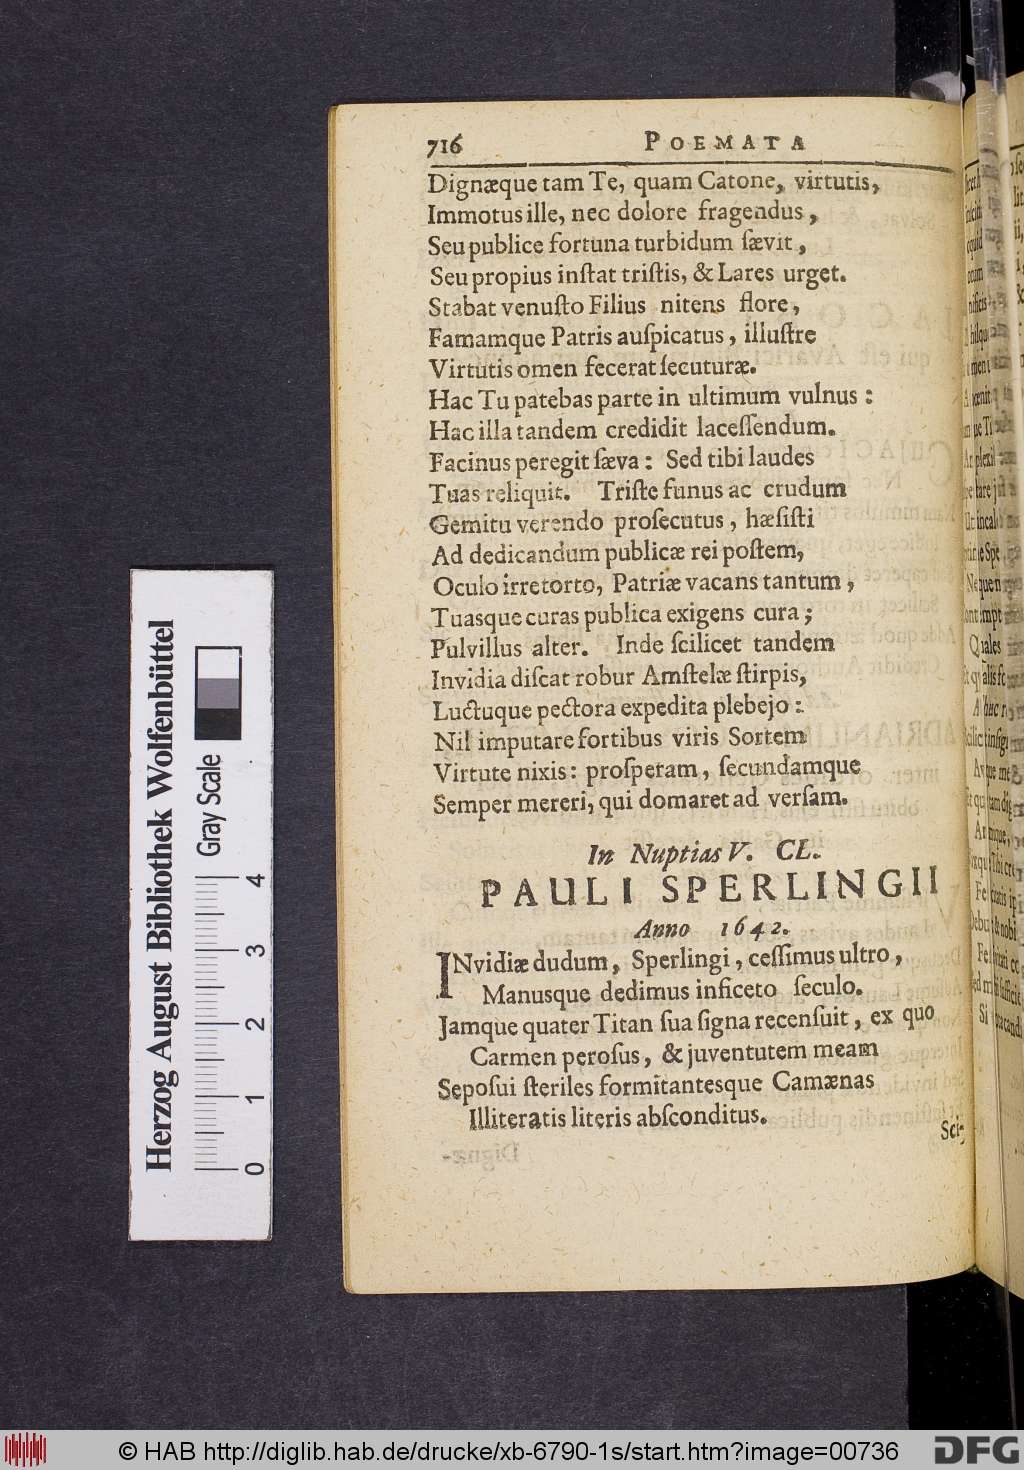 716 POEMATA
Dignæque tam Te, quam Catone, virtutis,
Immotus ille, nec dolore fragendus,
Seu publice fortuna turbidum ſævit,
Seu propius inſtat triſtis, & Lares urget.
Stabat venuſto Filius nitens flore,
Famamque Patris auſpicatus, illuſtre
Virtutis omen fecerat ſecuturæ.
Hac Tu patebas parte in ultimum vulnus:
Hac illa tandem credidit laceſſendum.
Facinus peregit ſæva: Sed tibi laudes
Tuas reliquit. Triſte funus ac crudum
Gemitu verendo proſecutus, hæſiſti
Ad dedicandum publicæ rei poſtem,
Oculo irretorto, Patriæ vacans tantum,
Tuasque curas publica exigens cura;
Pulvillus alter. Inde ſcilicet tandem
Invidia diſcat robur Amſtelæ ſtirpis,
Luctuque pectora expedita plebejo:
Nil imputare fortibus viris Sortem
Virtute nixis: proſperam, ſecundamque
Semper mereri, qui domaret ad verſam.
In Nuptias V. CL.
PAULI SPERLINGII
Anno 1642.
INvidiæ dudum, Sperlingi, ceſſimus ultro,
Manusque dedimus inficeto ſeculo.
Jamque quater Titan ſua ſigna recenſuit, ex quo
Carmen peroſus, & juventutem meam
Sepoſui ſteriles formitantesque Camænas
Illiteratis literis abſconditus.
Sci-
Herzog August Bibliothek Wolfenbüttel
Gray Scale
0 1 2 3 4
© HAB http://diglib.hab.de/drucke/xb-6790-1s/start.htm?image=00736
DFG